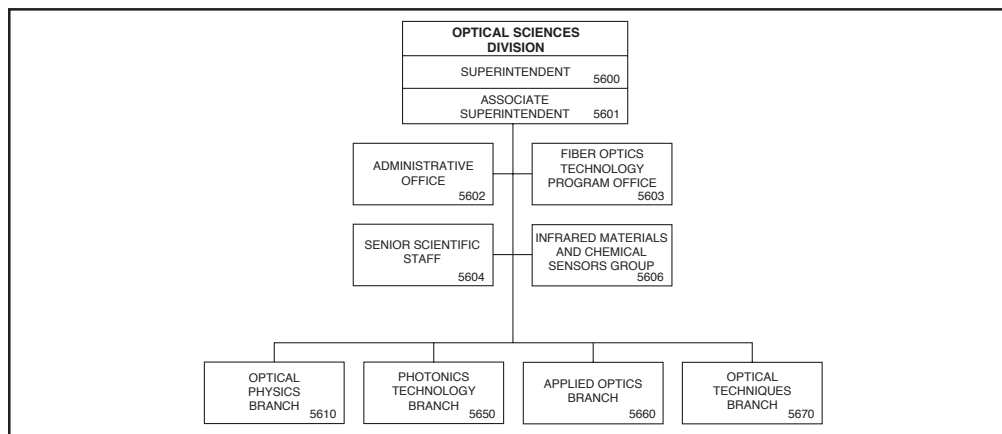 OPTICAL SCIENCES
DIVISION
SUPERINTENDENT
5600
ASSOCIATE
SUPERINTENDENT
5601
ADMINISTRATIVE
OFFICE
5602
FIBER OPTICS
TECHNOLOGY
PROGRAM OFFICE
5603
SENIOR SCIENTIFIC
STAFF
5604
INFRARED MATERIALS
AND CHEMICAL
SENSORS GROUP
5606
OPTICAL
PHYSICS
BRANCH
5610
PHOTONICS
TECHNOLOGY
BRANCH
5650
APPLIED OPTICS
BRANCH
5660
OPTICAL
TECHNIQUES
BRANCH
5670